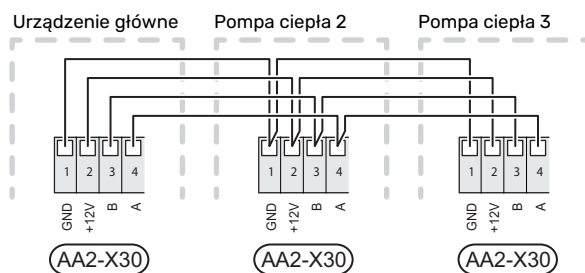 Urządzenie główne Pompa ciepła 2 Pompa ciepła 3
1 2 3 4 1 2 3 4 1 2 3 4
GND +12V B A GND +12V B A GND +12V B A
AA2-X30 AA2-X30 AA2-X30